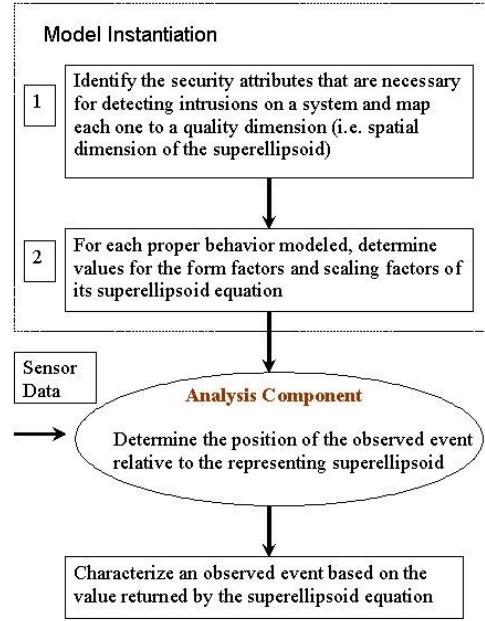 Model Instantiation
1
Identify the security attributes that are necessary
for detecting intrusions on a system and map
each one to a quality dimension (i.e. spatial
dimension of the superellipsoid)
2
For each proper behavior modeled, determine
values for the form factors and scaling factors of
its superellipsoid equation
Sensor
Data
Analysis Component
Determine the position of the observed event
relative to the representing superellipsoid
Characterize an observed event based on the
value returned by the superellipsoid equation